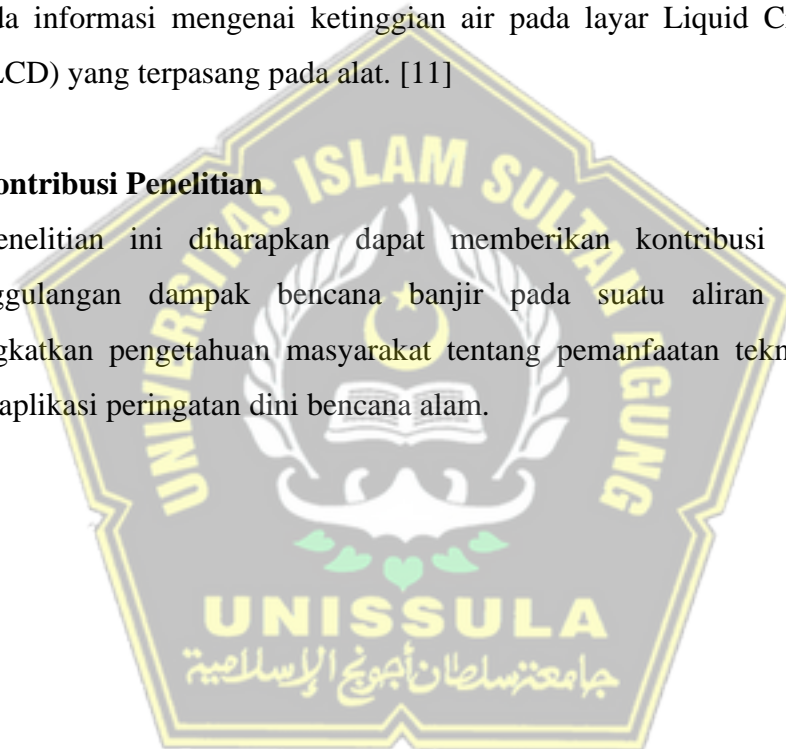 da informasi mengenai ketinggian air pada layar Liquid C
LCD) yang terpasang pada alat. [11]
ontribusi Penelitian
enelitian ini diharapkan dapat memberikan kontribusi
ggulangan dampak bencana banjir pada suatu aliran
gkatkan pengetahuan masyarakat tentang pemanfaatan tekn
aplikasi peringatan dini bencana alam.
UNIVERSITAS ISLAM SULTAN AGUNG
UNISSULA
جامعة سلطان أجونج الإسلامية